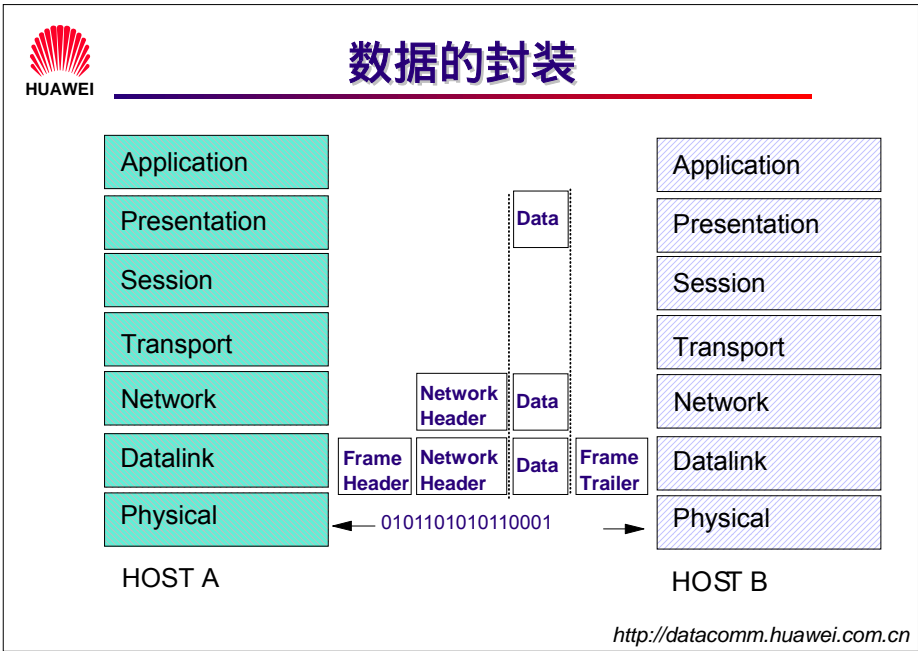 数据的封装
HUAWEI
Application
Presentation
Session
Transport
Network
Datalink
Physical
HOST A
Data
Network
Header
Data
Frame
Header
Network
Header
Data
Frame
Trailer
0101101010110001
Application
Presentation
Session
Transport
Network
Datalink
Physical
HOST B
http://datacomm.huawei.com.cn